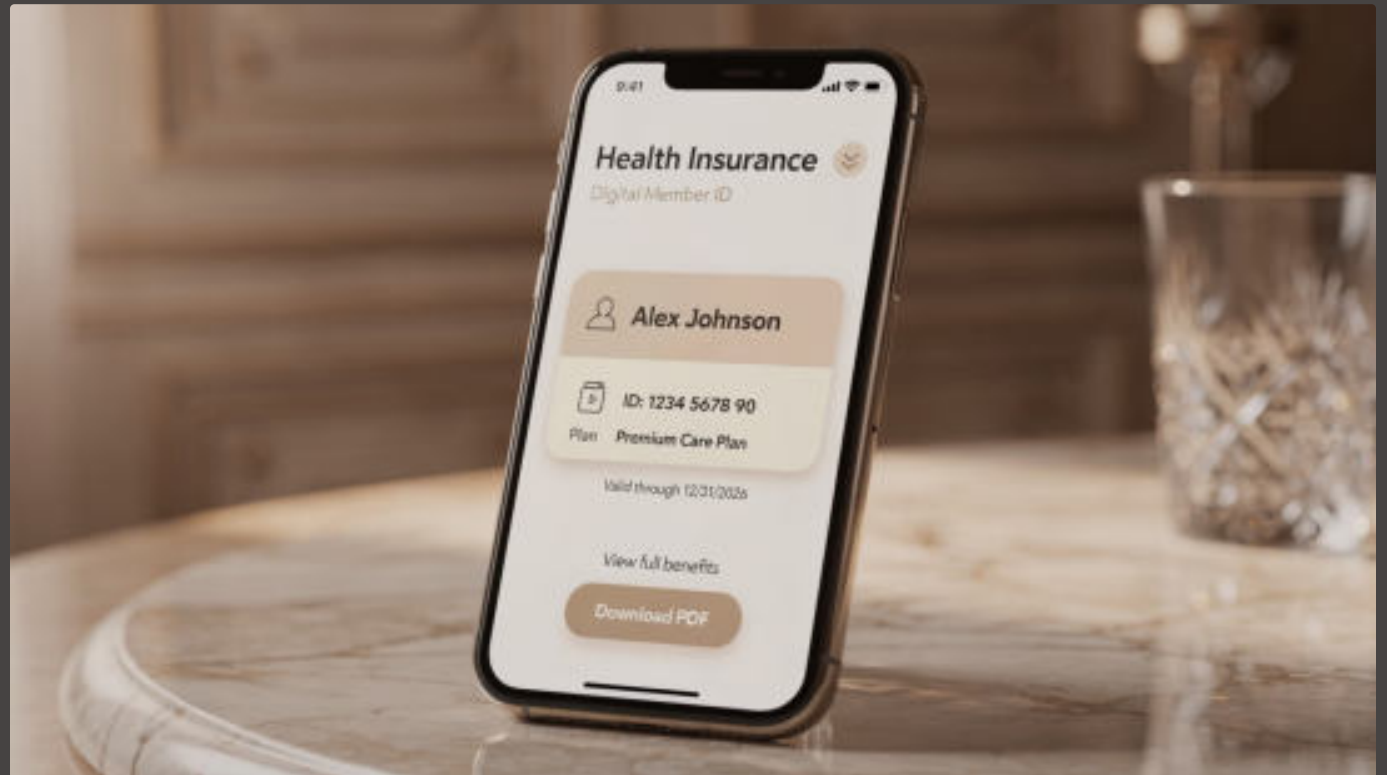 9:41
Health Insurance
Digital Member ID
Alex Johnson
ID: 1234 5678 90
Plan Premium Care Plan
Valid through 12/31/2026
View full benefits
Download PDF